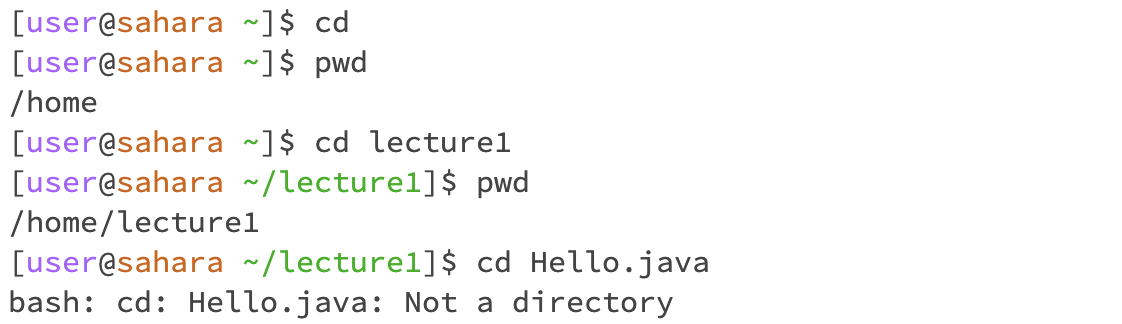 [user@sahara ~]$ cd
[user@sahara ~]$ pwd
/home
[user@sahara ~]$ cd lecture1
[user@sahara ~/lecture1]$ pwd
/home/lecture1
[user@sahara ~/lecture1]$ cd Hello.java
bash: cd: Hello.java: Not a directory